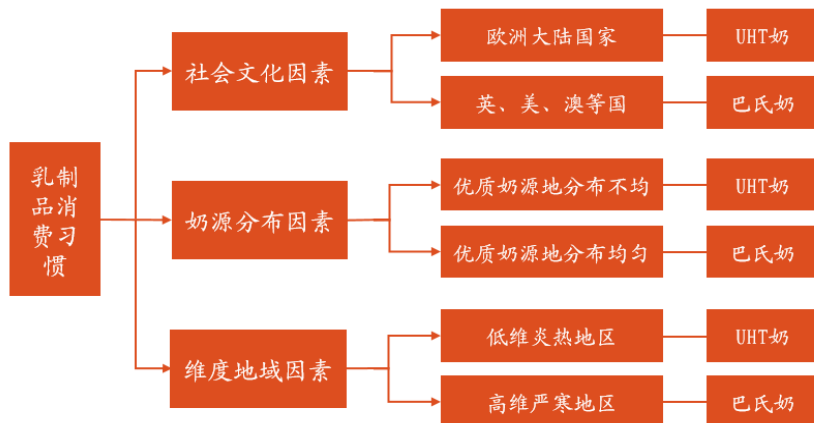 乳制
品消
费习
惯
社会文化因素
欧洲大陆国家
UHT奶
英、美、澳等国
巴氏奶
奶源分布因素
优质奶源地分布不均
UHT奶
优质奶源地分布均匀
巴氏奶
维度地域因素
低维炎热地区
UHT奶
高维严寒地区
巴氏奶